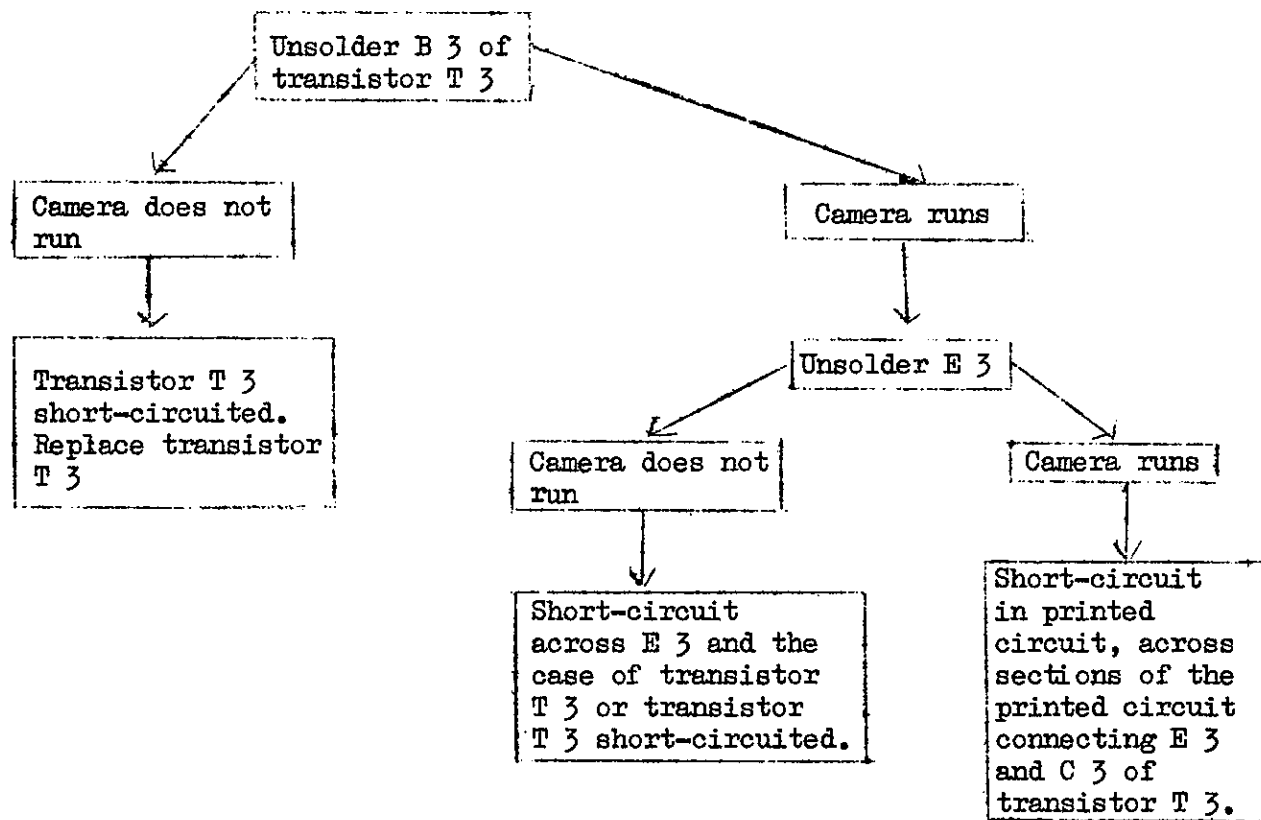 Unsolder B 3 of
transistor T 3
Camera does not
run
Camera runs
Transistor T 3
short-circuited.
Replace transistor
T 3
Unsolder E 3
Camera does not
run
Camera runs
Short-circuit
across E 3 and the
case of transistor
T 3 or transistor
T 3 short-circuited.
Short-circuit
in printed
circuit, across
sections of the
printed circuit
connecting E 3
and C 3 of
transistor T 3.